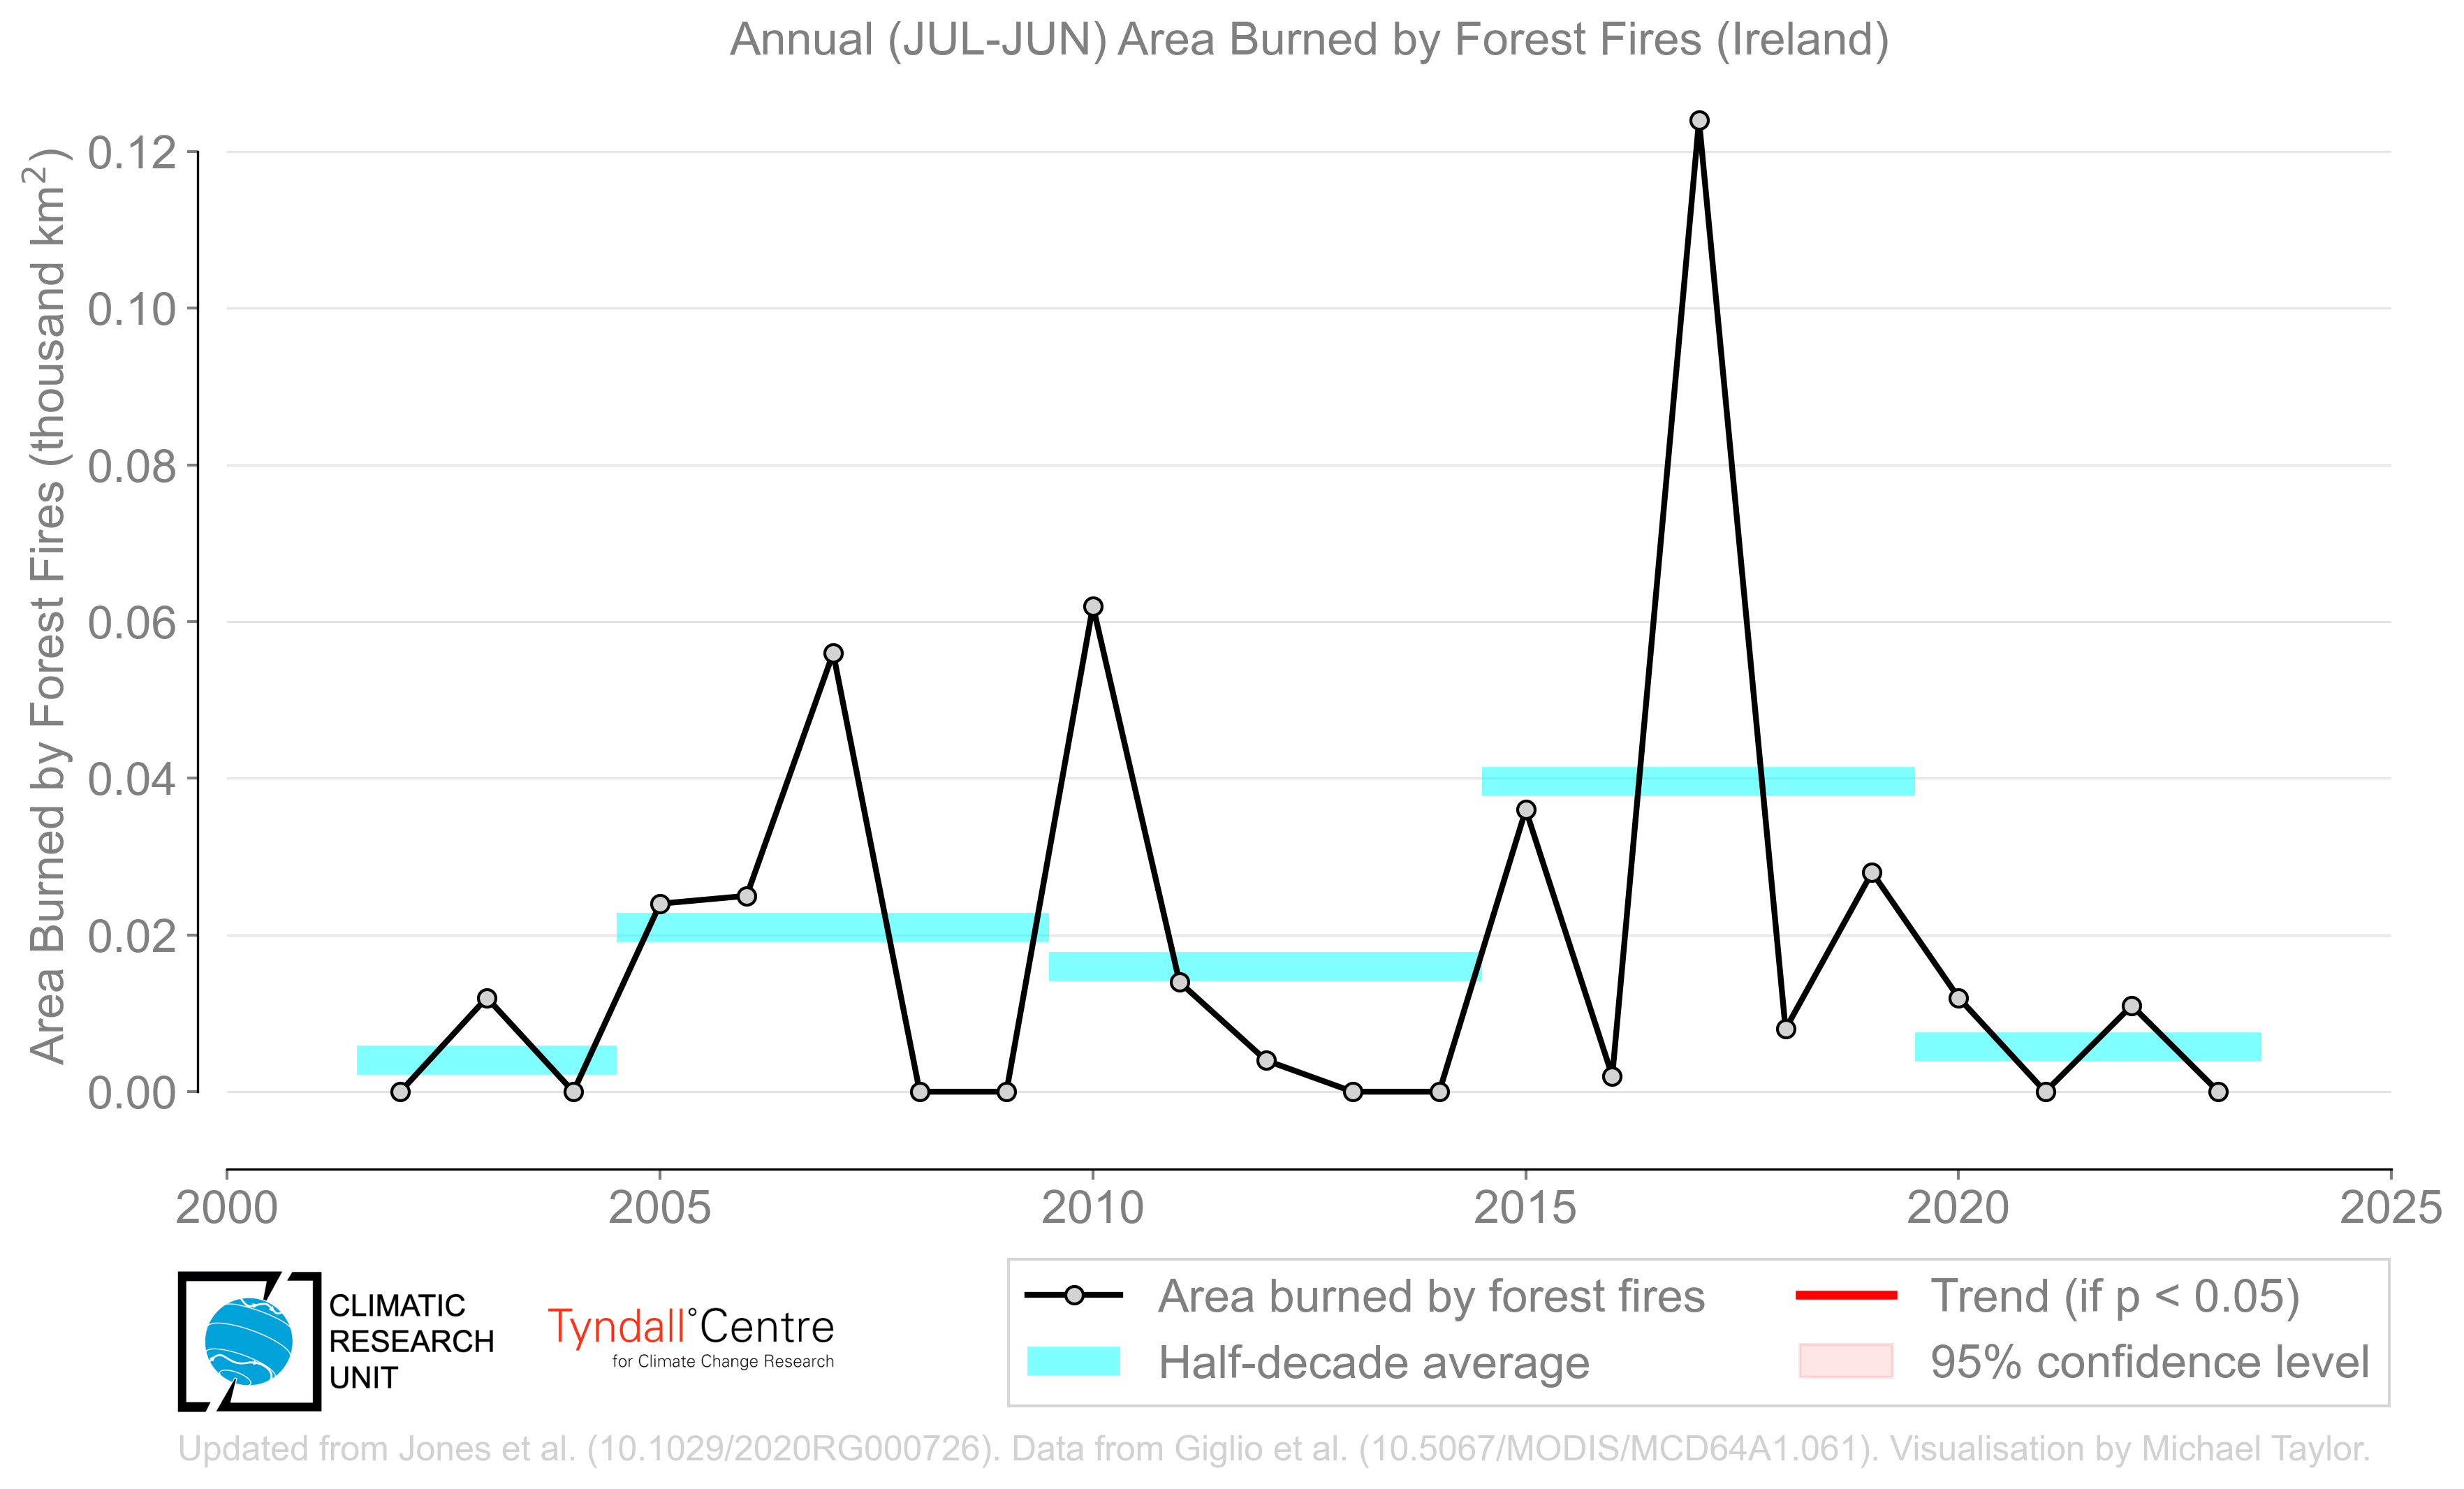 Annual (JUL-JUN) Area Burned by Forest Fires (Ireland)
Area Burned by Forest Fires (thousand km²)
0.12
0.10
0.08
0.06
0.04
0.02
0.00
2000 2005 2010 2015 2020 2025
CLIMATIC
RESEARCH
UNIT
Tyndall°Centre
for Climate Change Research
Area burned by forest fires
Half-decade average
Trend (if p < 0.05)
95% confidence level
Updated from Jones et al. (10.1029/2020RG000726). Data from Giglio et al. (10.5067/MODIS/MCD64A1.061). Visualisation by Michael Taylor.